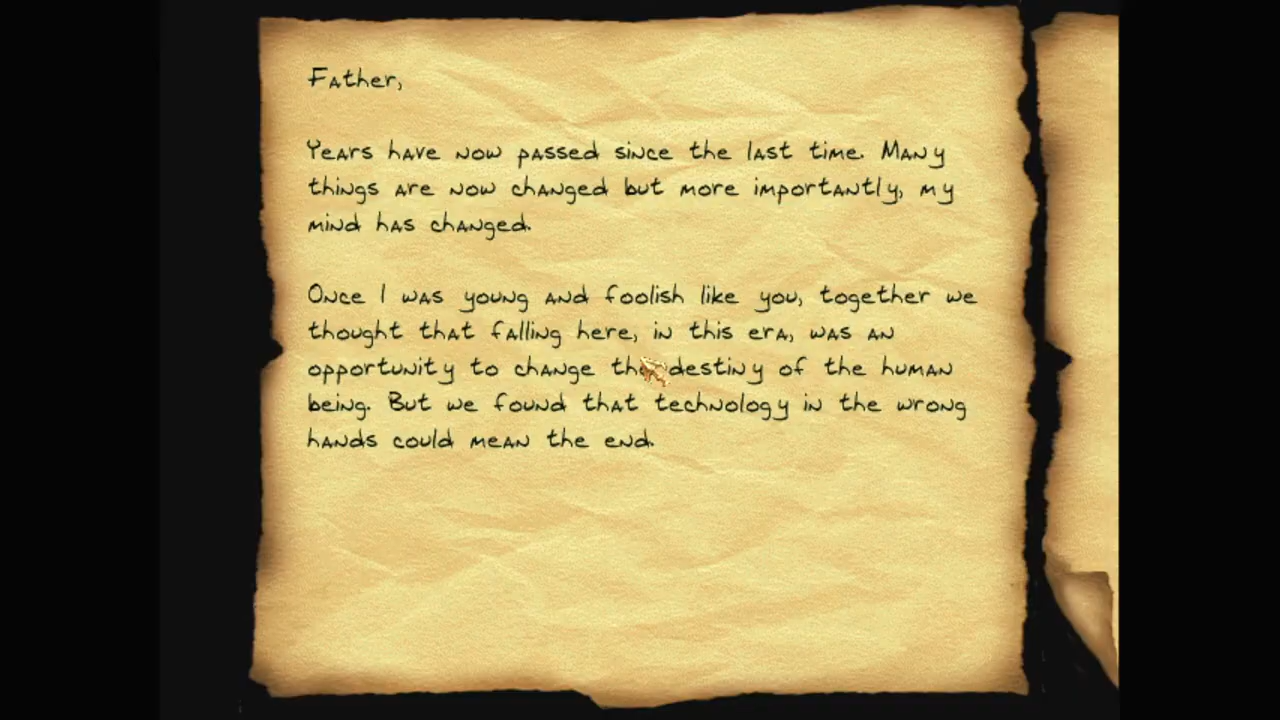 Father,
Years have now passed since the last time. Many
things are now changed but more importantly, my
mind has changed.
Once I was young and foolish like you, together we
thought that falling here, in this era, was an
opportunity to change the destiny of the human
being. But we found that technology in the wrong
hands could mean the end.